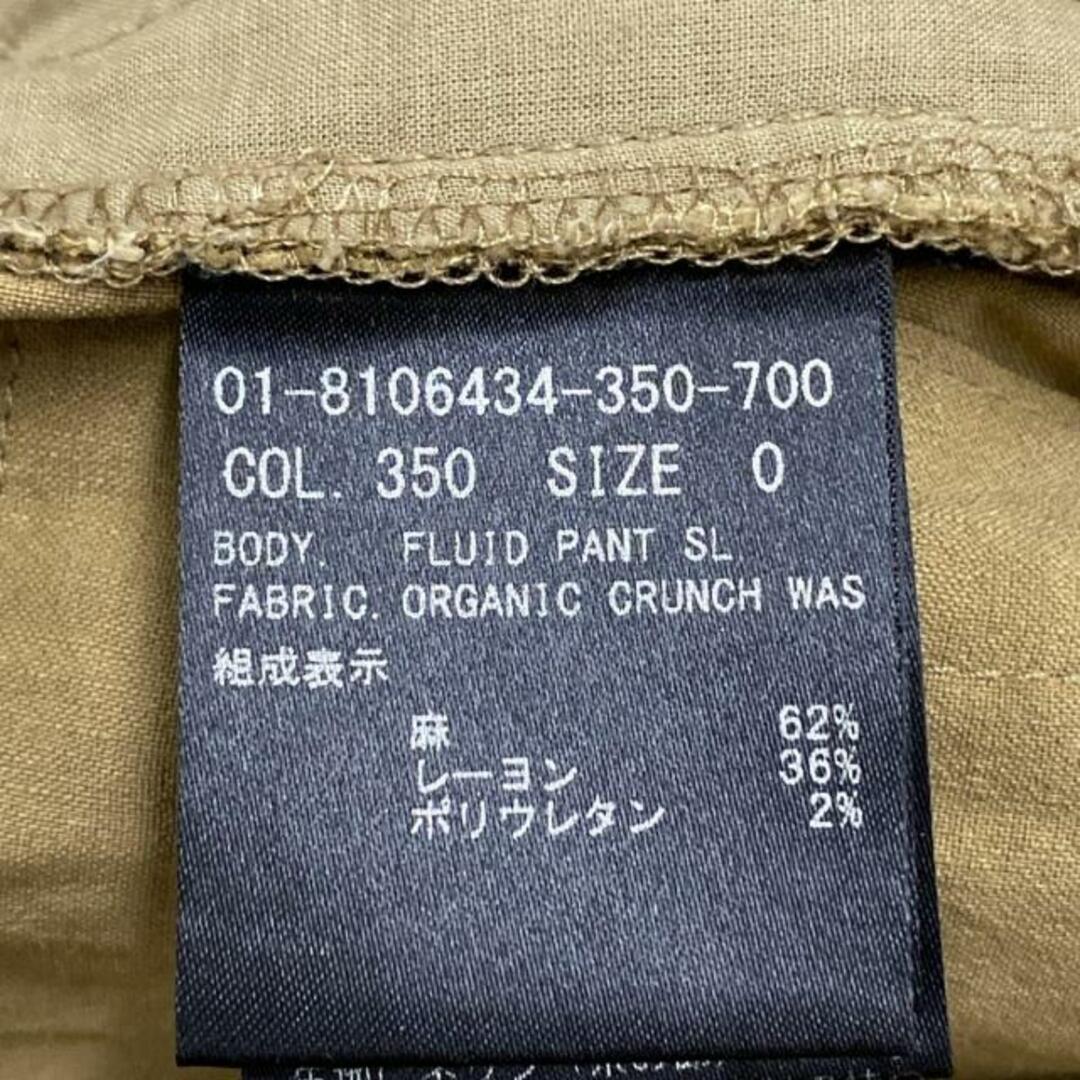 01-8106434-350-700
COL. 350 SIZE 0
BODY. FLUID PANT SL
FABRIC. ORGANIC CRUNCH WAS
組成表示
麻 62%
レーヨン 36%
ポリウレタン 2%